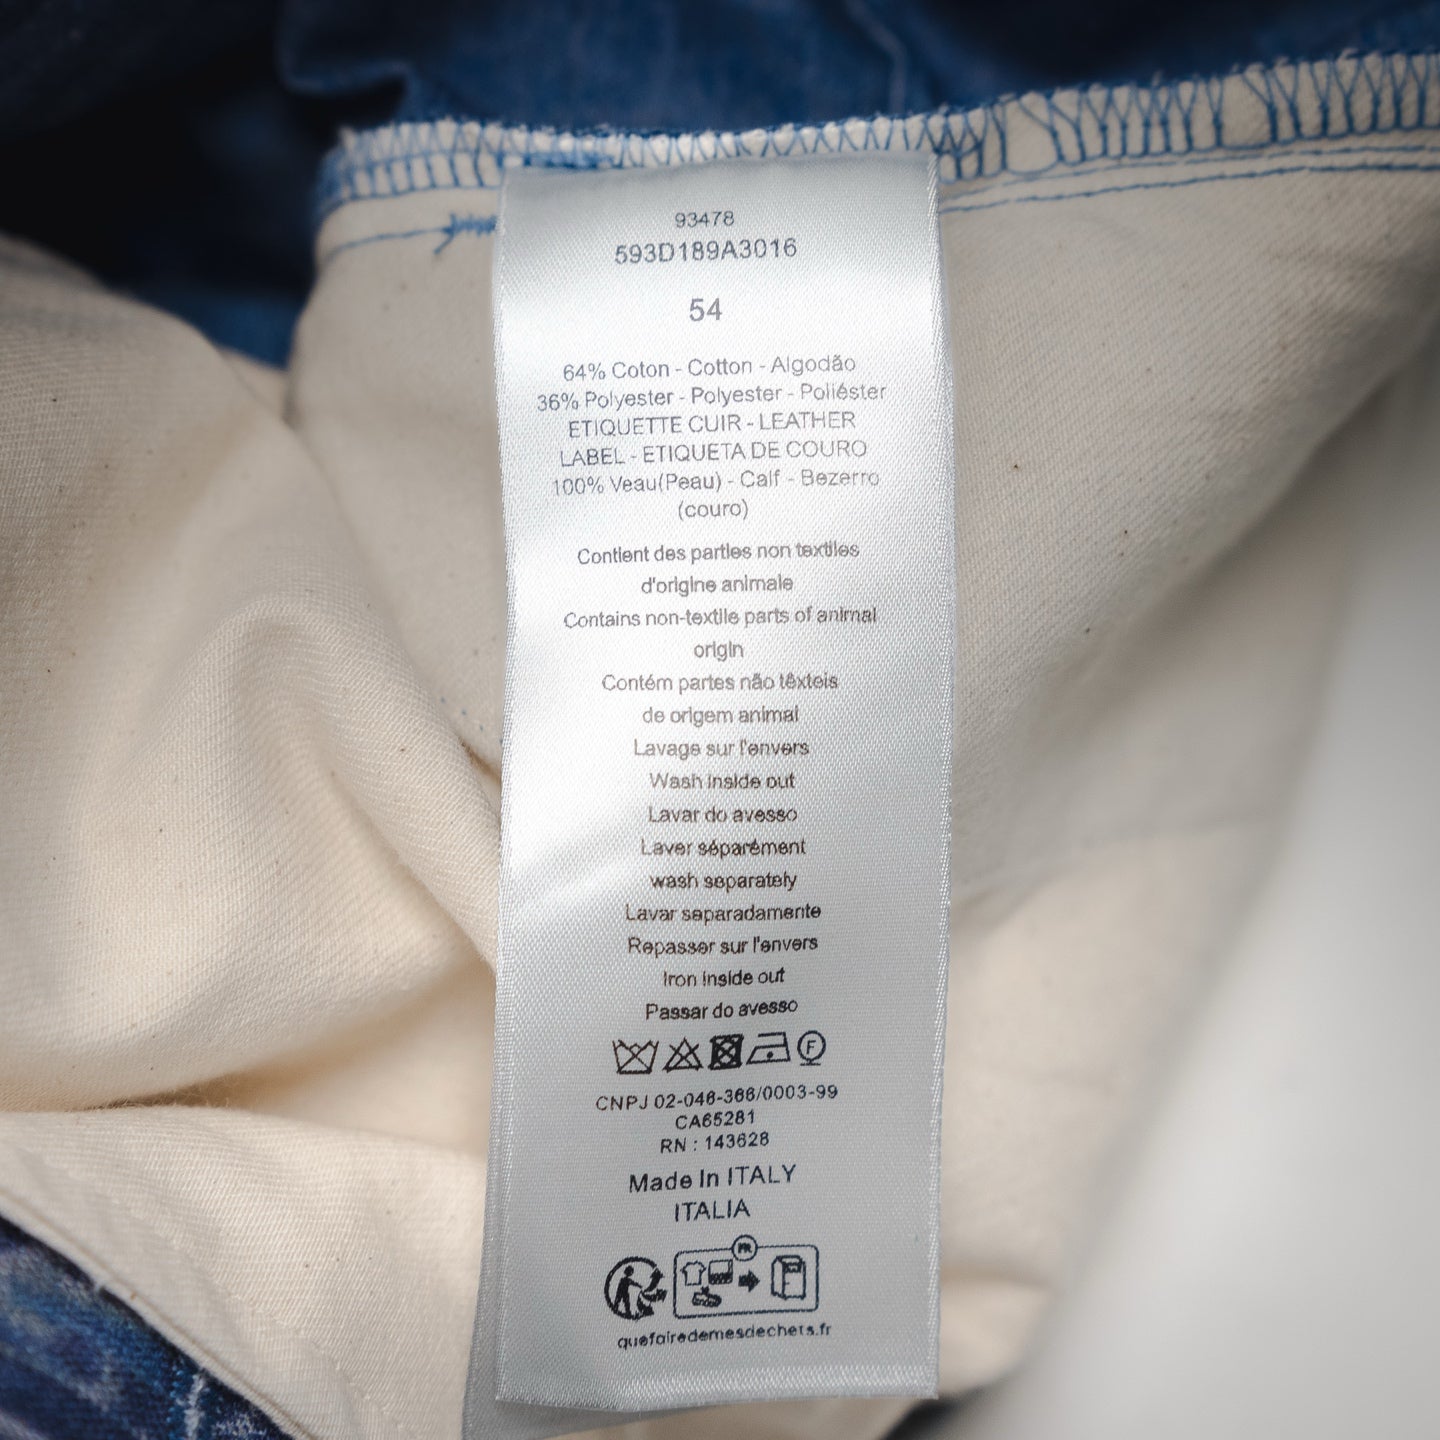 93478
593D189A3016
54
64% Coton - Cotton - Algodão
36% Polyester - Polyester - Poliéster
ETIQUETTE CUIR - LEATHER
LABEL - ETIQUETA DE COURO
100% Veau(Peau) - Calf - Bezerro
(couro)
Contient des parties non textiles
d'origine animale
Contains non-textile parts of animal
origin
Contém partes não têxteis
de origem animal
Lavage sur l'envers
Wash inside out
Lavar do avesso
Laver séparément
wash separately
Lavar separadamente
Repasser sur l'envers
Iron inside out
Passar do avesso
F
CNPJ 02-046-366/0003-99
CA65281
RN : 143628
Made In ITALY
ITALIA
FR
quefairedemesdechets.fr